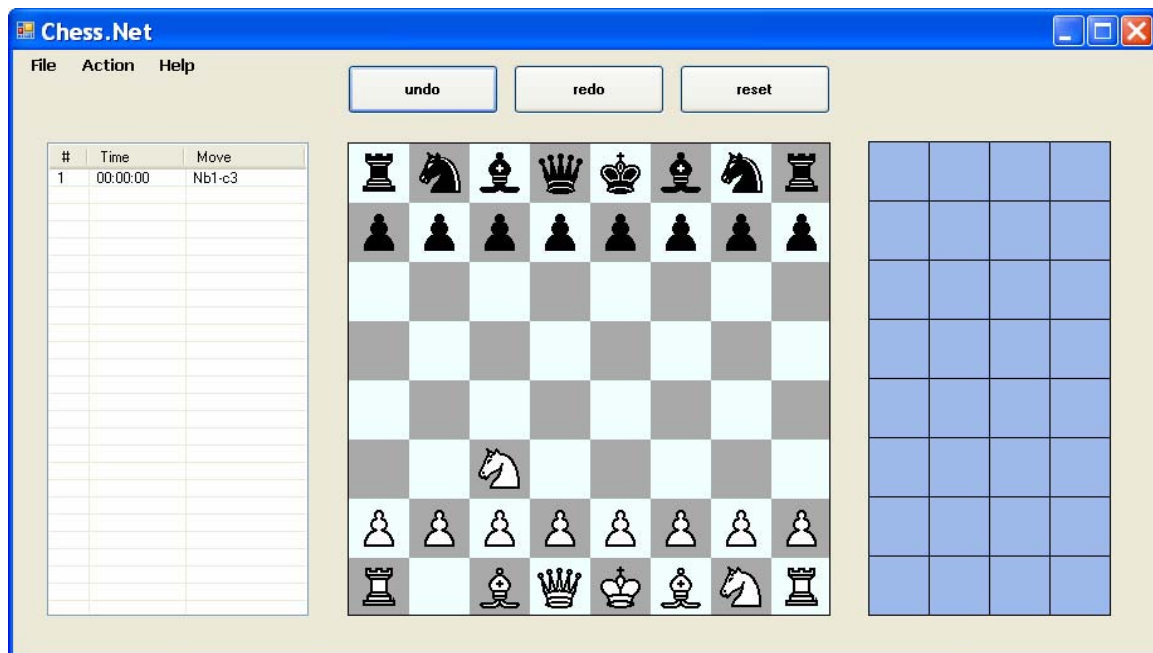 Chess.Net
File Action Help
undo redo reset
# Time Move
1 00:00:00 Nb1-c3